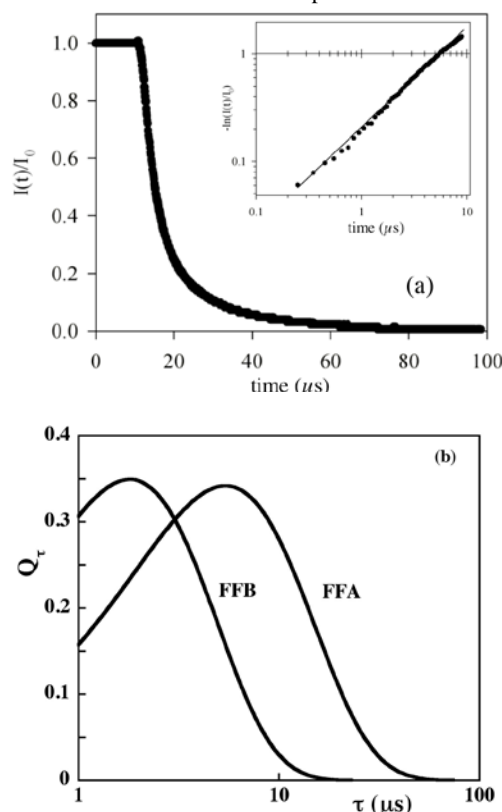 1.0
0.8
0.6
0.4
0.2
0.0
I(t)/I0
0 20 40 60 80 100
time (μs)
(a)
1
0.1
-ln(I(t)/I0)
0.1 1 10
time (μs)
0.4
0.3
0.2
0.1
0
Qτ
(b)
FFB
FFA
1 10 100
τ (μs)